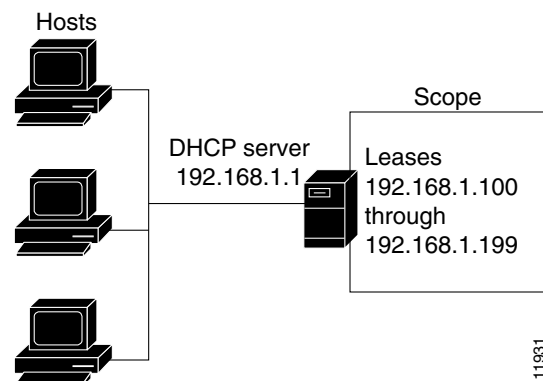 Hosts
Scope
DHCP server
192.168.1.1
Leases
192.168.1.100
through
192.168.1.199
11931